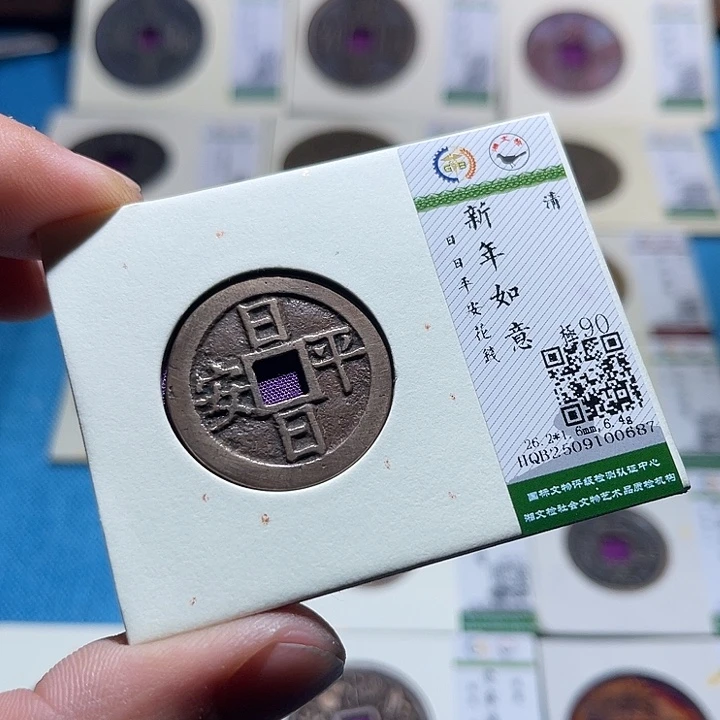 日
平
日
安
清
新年如意
日日平安花錢
極90
26.2*1.6mm,6.4g
HQB2509100687
国标文物评级检测认证中心
湘文检社会文物艺术品质检机构